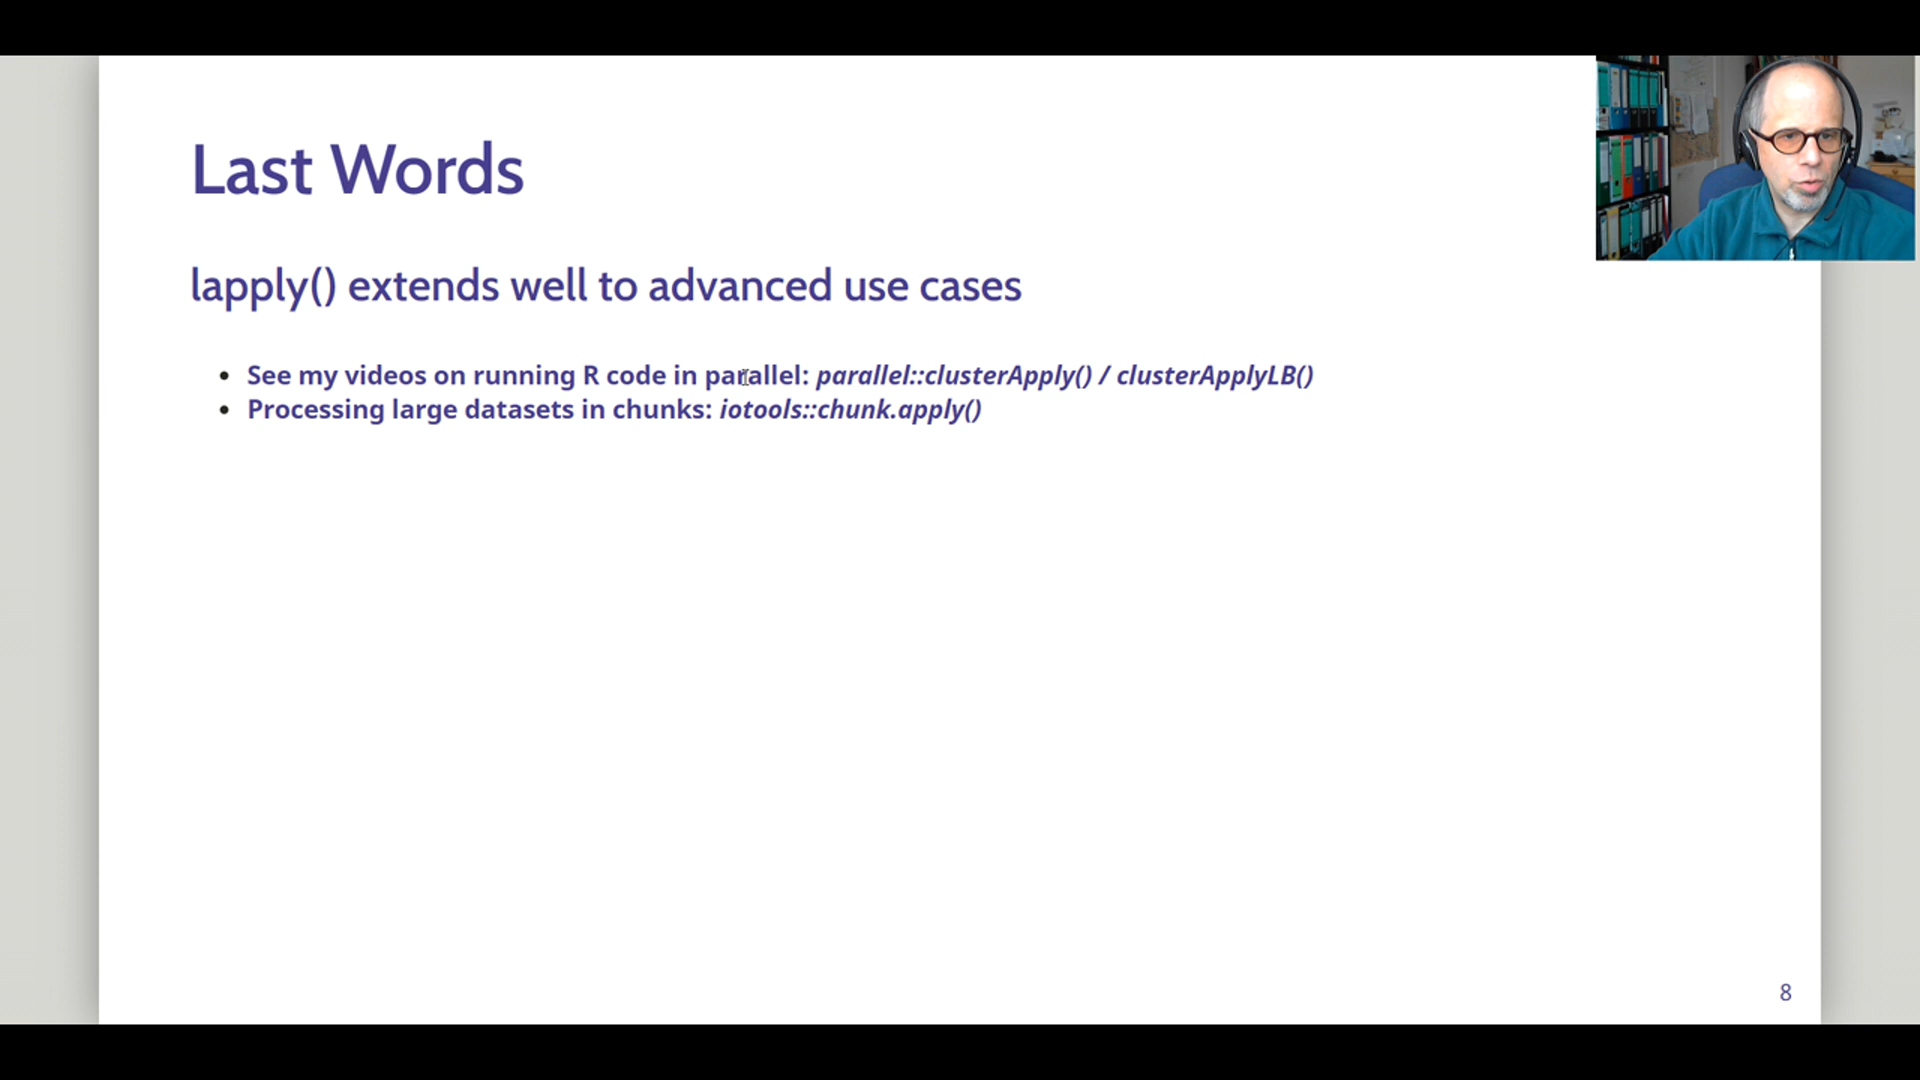 Last Words
lapply() extends well to advanced use cases
• See my videos on running R code in parallel: parallel::clusterApply() / clusterApplyLB()
• Processing large datasets in chunks: iotools::chunk.apply()
8